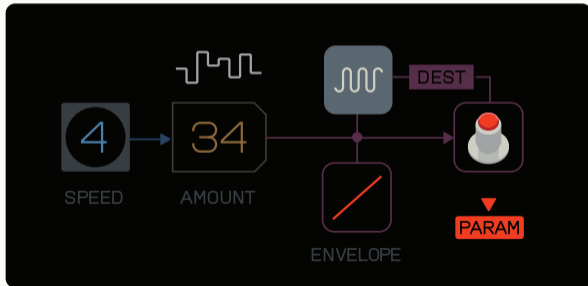 DEST
4
34
SPEED
AMOUNT
PARAM
ENVELOPE